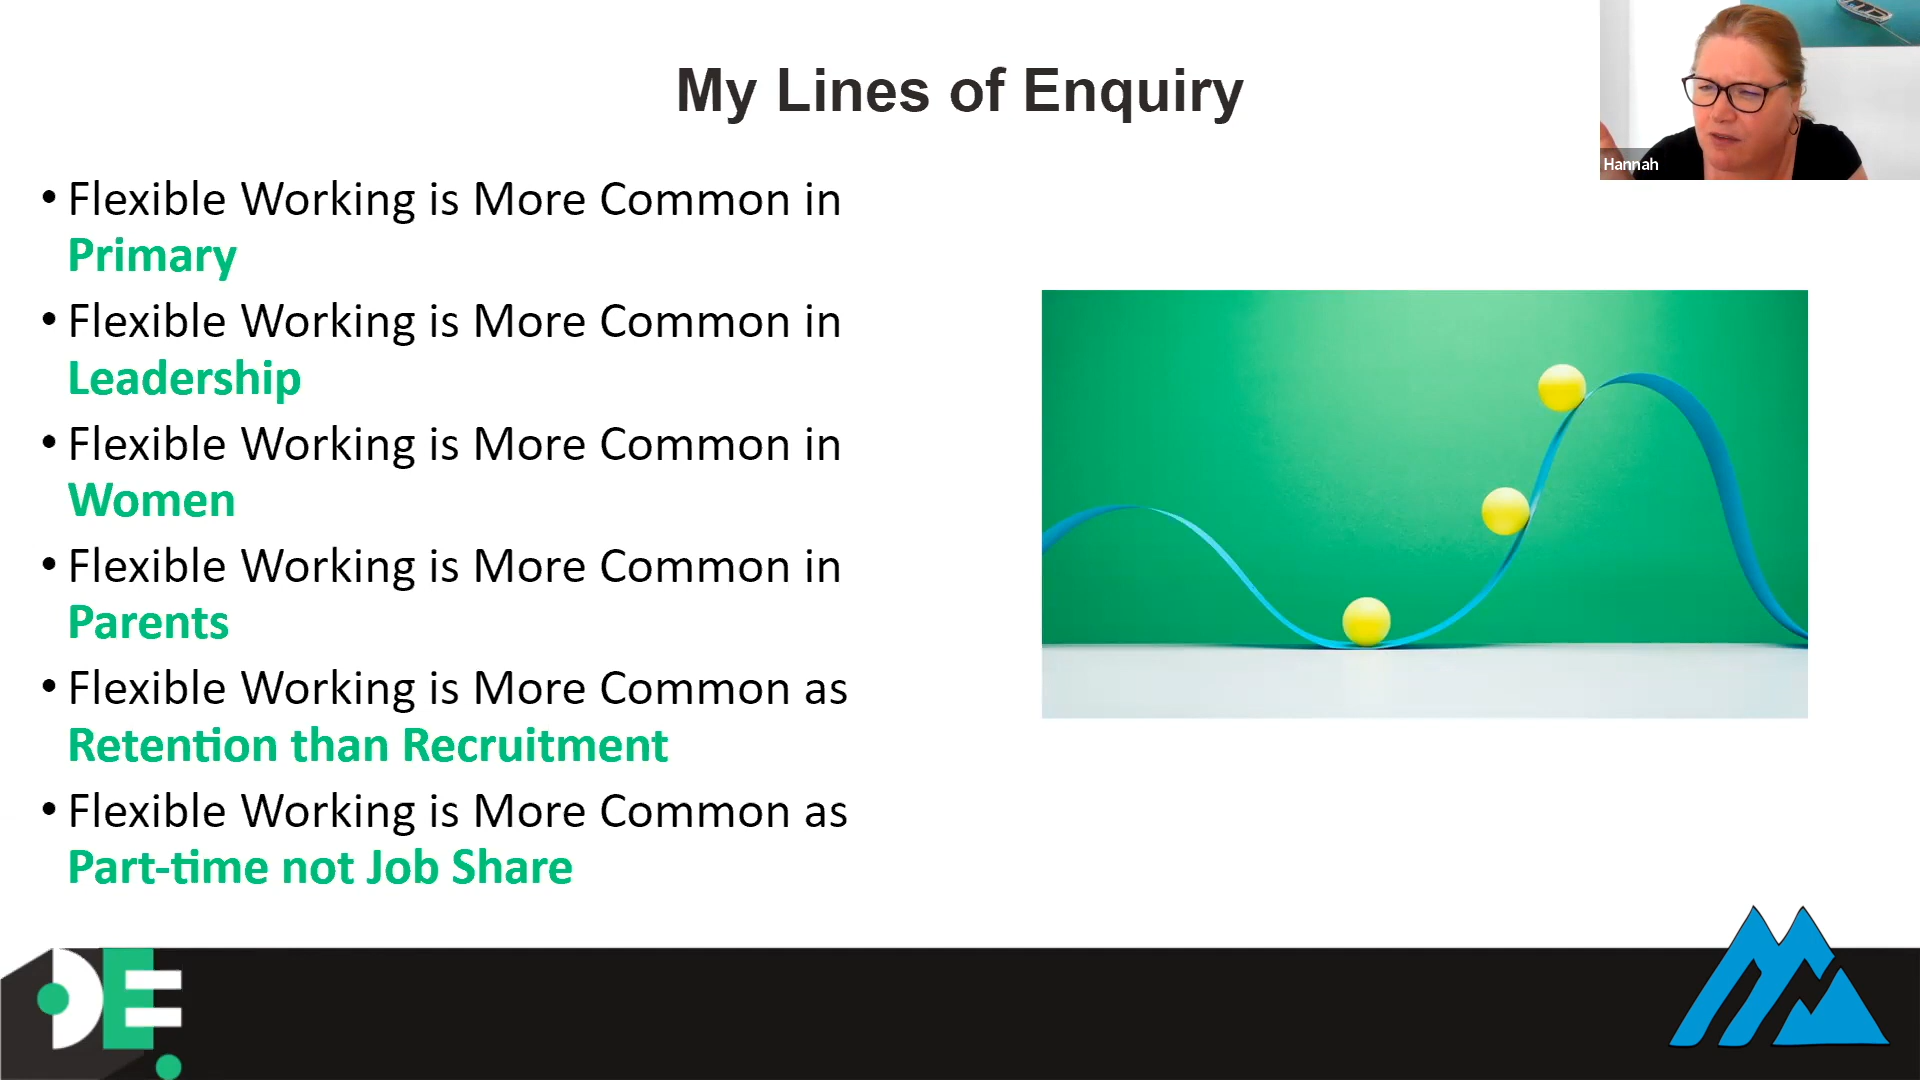 My Lines of Enquiry
Hannah
• Flexible Working is More Common in
Primary
• Flexible Working is More Common in
Leadership
• Flexible Working is More Common in
Women
• Flexible Working is More Common in
Parents
• Flexible Working is More Common as
Retention than Recruitment
• Flexible Working is More Common as
Part-time not Job Share
DE